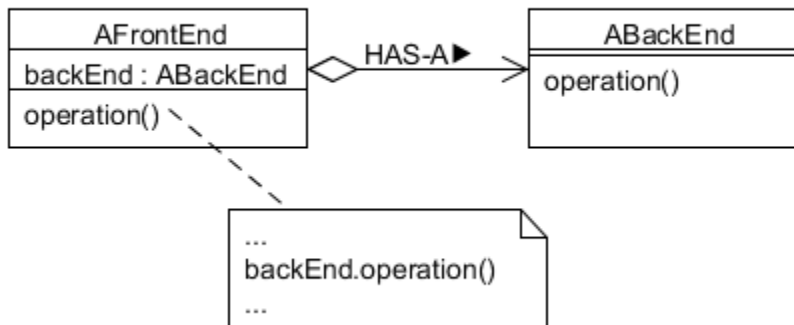 AFrontEnd
backEnd : ABackEnd
operation()
HAS-A▶
ABackEnd
operation()
...
backEnd.operation()
...